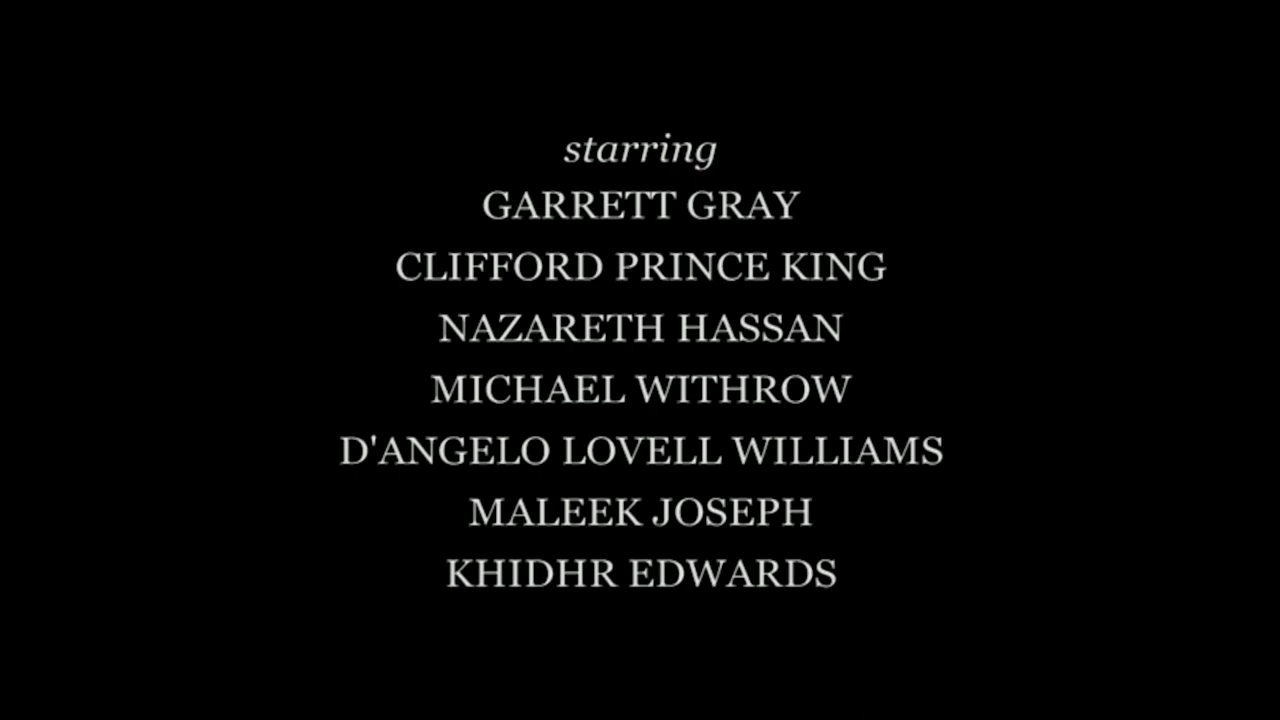 starring
GARRETT GRAY
CLIFFORD PRINCE KING
NAZARETH HASSAN
MICHAEL WITHROW
D'ANGELO LOVELL WILLIAMS
MALEEK JOSEPH
KHIDHR EDWARDS